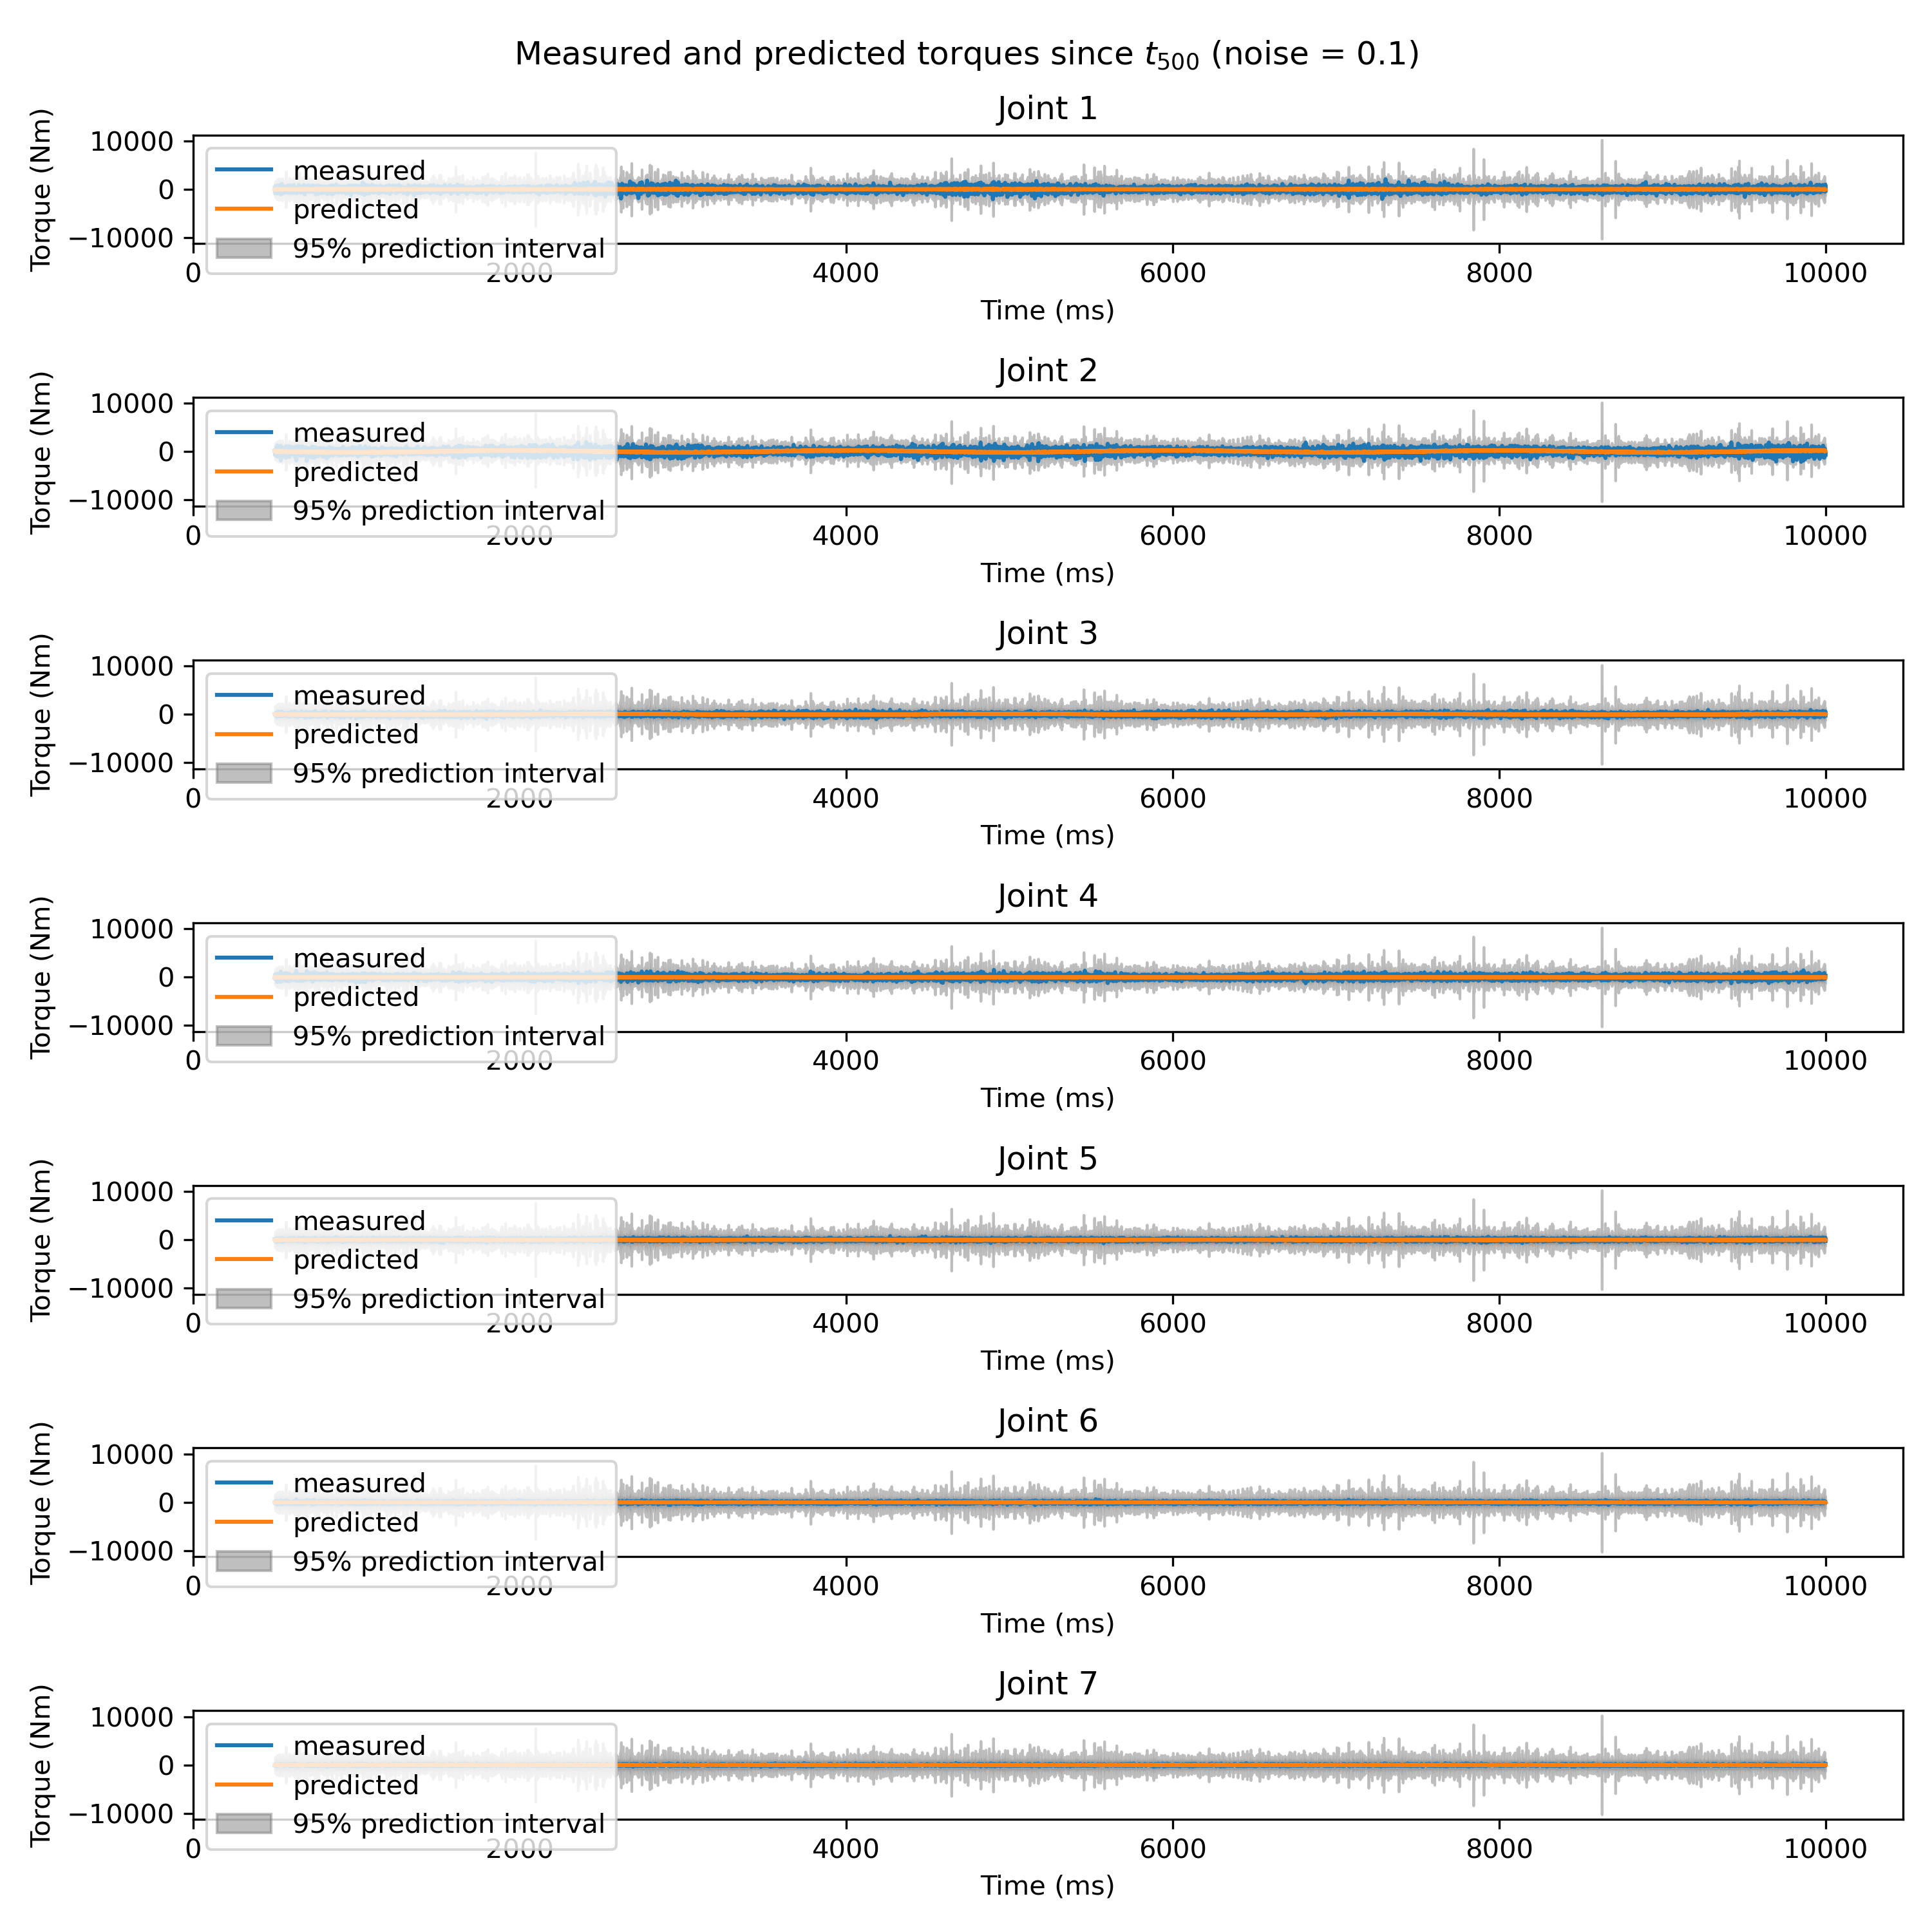 Measured and predicted torques since t500 (noise = 0.1)
Joint 1
Torque (Nm)
10000
0
−10000
measured
predicted
95% prediction interval
0 2000 4000 6000 8000 10000
Time (ms)
Joint 2
Torque (Nm)
10000
0
−10000
measured
predicted
95% prediction interval
0 2000 4000 6000 8000 10000
Time (ms)
Joint 3
Torque (Nm)
10000
0
−10000
measured
predicted
95% prediction interval
0 2000 4000 6000 8000 10000
Time (ms)
Joint 4
Torque (Nm)
10000
0
−10000
measured
predicted
95% prediction interval
0 2000 4000 6000 8000 10000
Time (ms)
Joint 5
Torque (Nm)
10000
0
−10000
measured
predicted
95% prediction interval
0 2000 4000 6000 8000 10000
Time (ms)
Joint 6
Torque (Nm)
10000
0
−10000
measured
predicted
95% prediction interval
0 2000 4000 6000 8000 10000
Time (ms)
Joint 7
Torque (Nm)
10000
0
−10000
measured
predicted
95% prediction interval
0 2000 4000 6000 8000 10000
Time (ms)